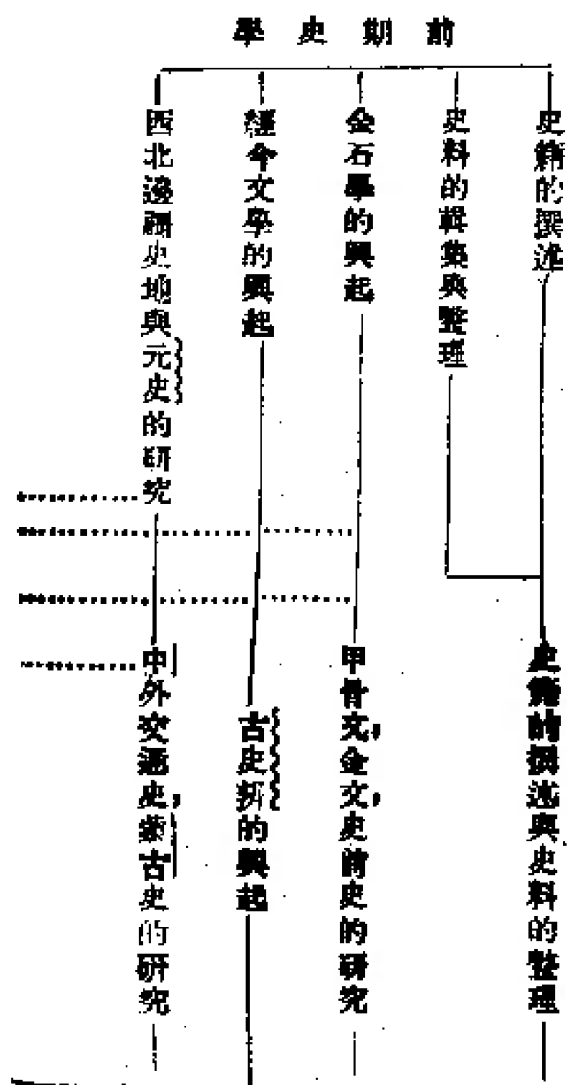 前期史學
史籍的撰述
史料的輯集與整理
金石學的興起
經今文學的興起
西北邊疆史地與元史的研究
史籍的撰述與史料的整理
甲骨文，金文，史前史的研究
古史辨的興起
中外交通史，蒙古史的研究